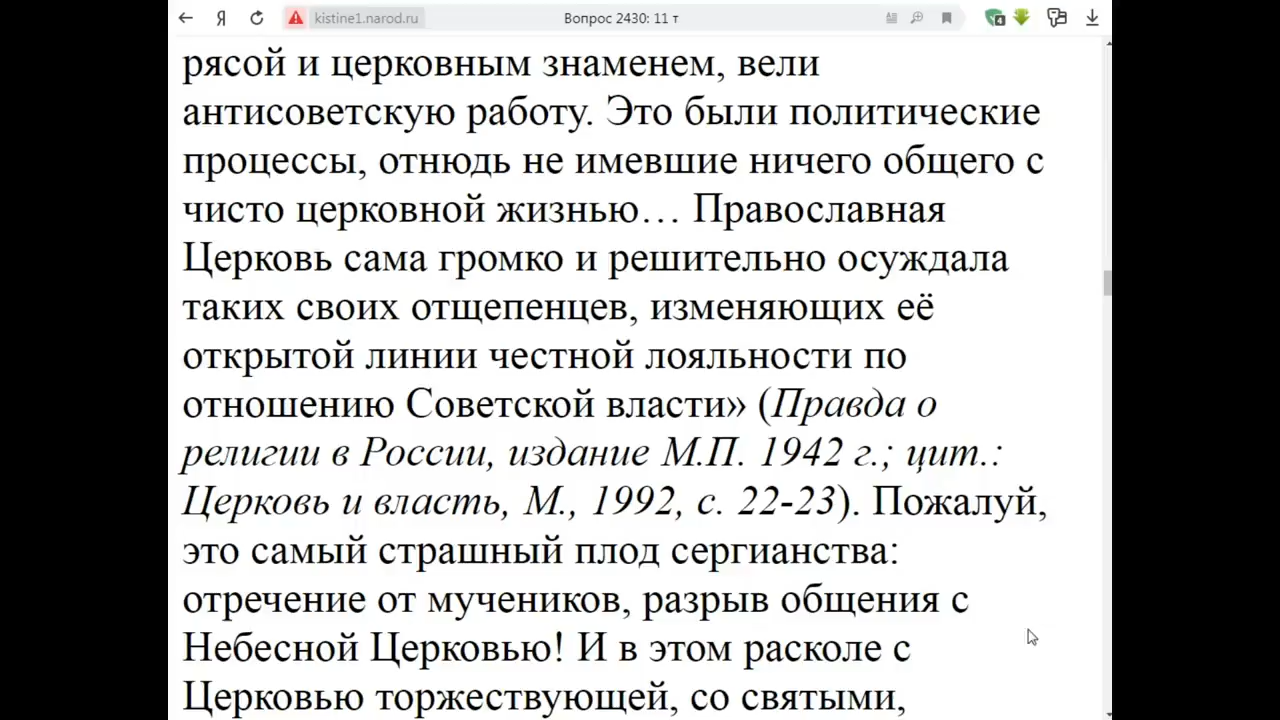 Я
kistine1.narod.ru
Вопрос 2430: 11 т
4
рясой и церковным знаменем, вели
антисоветскую работу. Это были политические
процессы, отнюдь не имевшие ничего общего с
чисто церковной жизнью… Православная
Церковь сама громко и решительно осуждала
таких своих отщепенцев, изменяющих её
открытой линии честной лояльности по
отношению Советской власти» (Правда о
религии в России, издание М.П. 1942 г.; цит.:
Церковь и власть, М., 1992, с. 22-23). Пожалуй,
это самый страшный плод сергианства:
отречение от мучеников, разрыв общения с
Небесной Церковью! И в этом расколе с
Церковью торжествующей, со святыми,